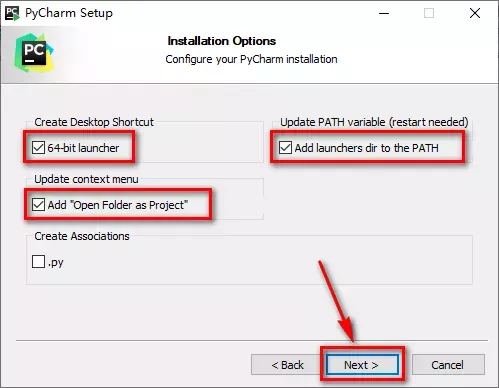 PyCharm Setup
PC
Installation Options
Configure your PyCharm installation
Create Desktop Shortcut
Update PATH variable (restart needed)
64-bit launcher
Add launchers dir to the PATH
Update context menu
Add "Open Folder as Project"
Create Associations
.py
< Back
Next >
Cancel